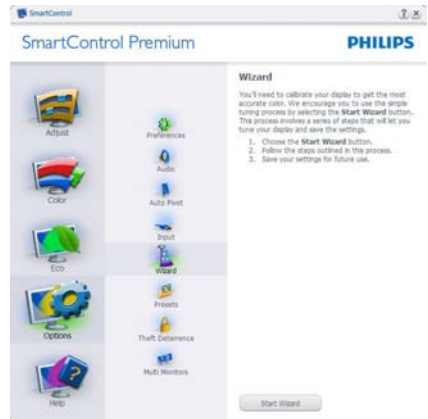 SmartControl
SmartControl Premium
PHILIPS
Adjust
Color
Eco
Options
Help
Preferences
Audio
Auto Pivot
Input
Wizard
Presets
Theft Deterrence
Multi Monitors
Wizard
You'll need to calibrate your display to get the most
accurate color. We encourage you to use the simple
tuning process by selecting the Start Wizard button.
This process involves a series of steps that will let you
tune your display and save the settings.
1. Choose the Start Wizard button.
2. Follow the steps outlined in this process.
3. Save your settings for future use.
Start Wizard